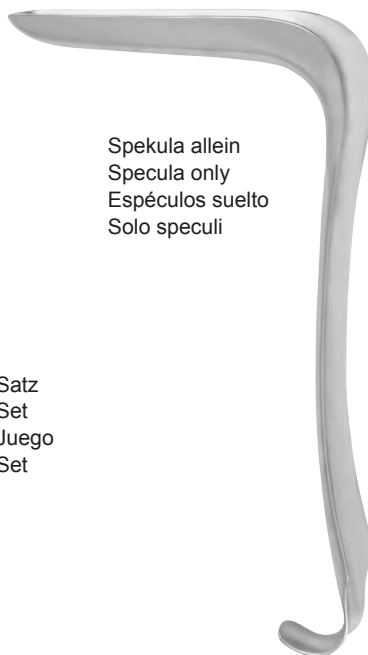 Spekula allein
Specula only
Espéculos suelto
Solo speculi
Satz
Set
Juego
Set